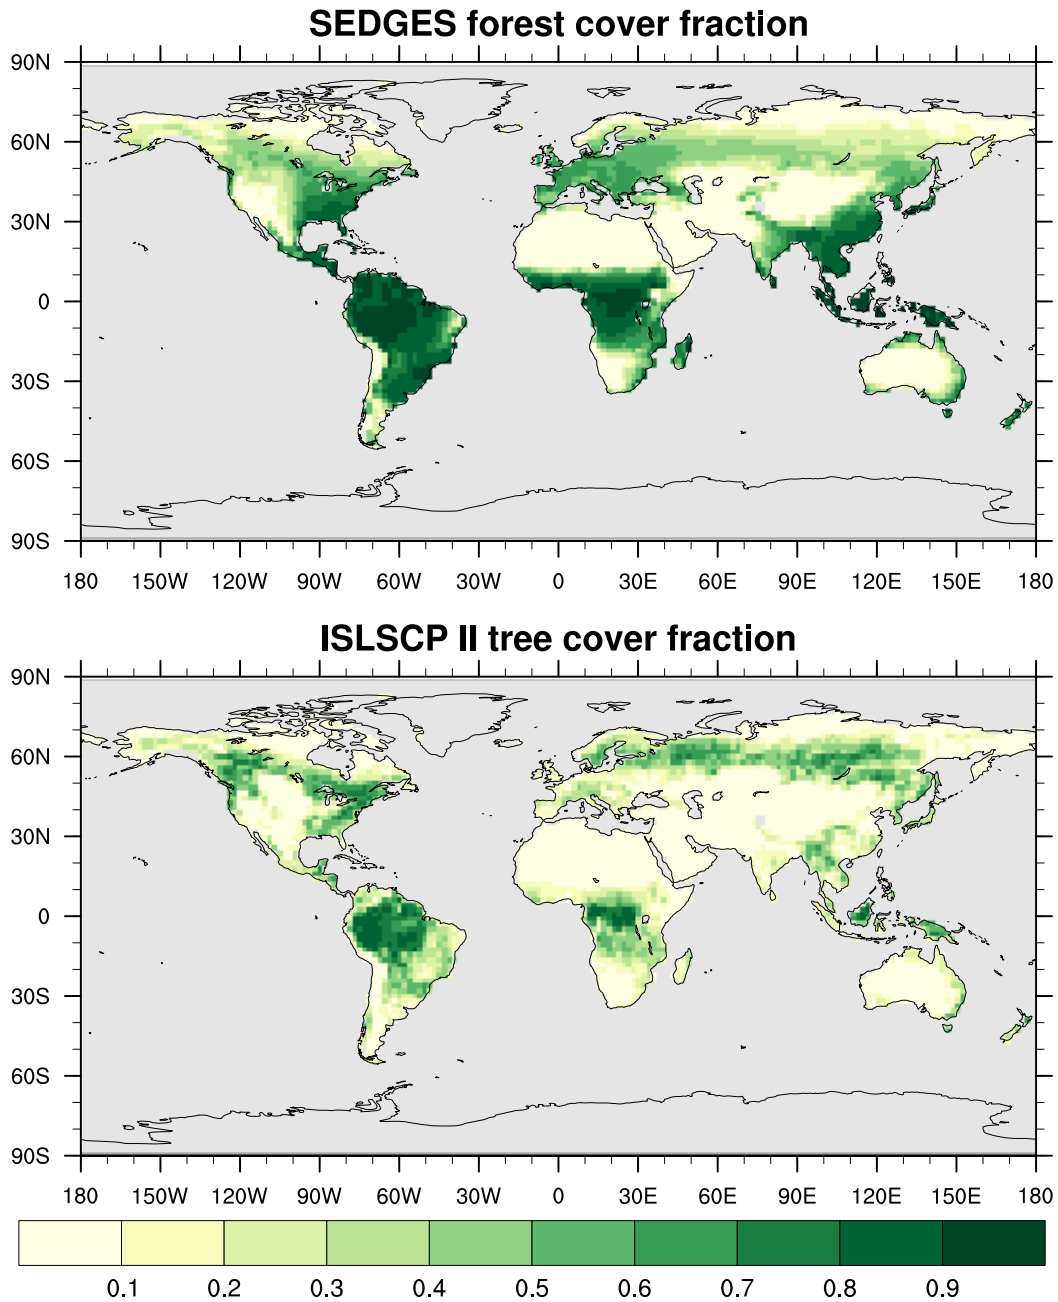 SEDGES forest cover fraction
90N
60N
30N
0
30S
60S
90S
180 150W 120W 90W 60W 30W 0 30E 60E 90E 120E 150E 180
ISLSCP II tree cover fraction
90N
60N
30N
0
30S
60S
90S
180 150W 120W 90W 60W 30W 0 30E 60E 90E 120E 150E 180
0.1 0.2 0.3 0.4 0.5 0.6 0.7 0.8 0.9